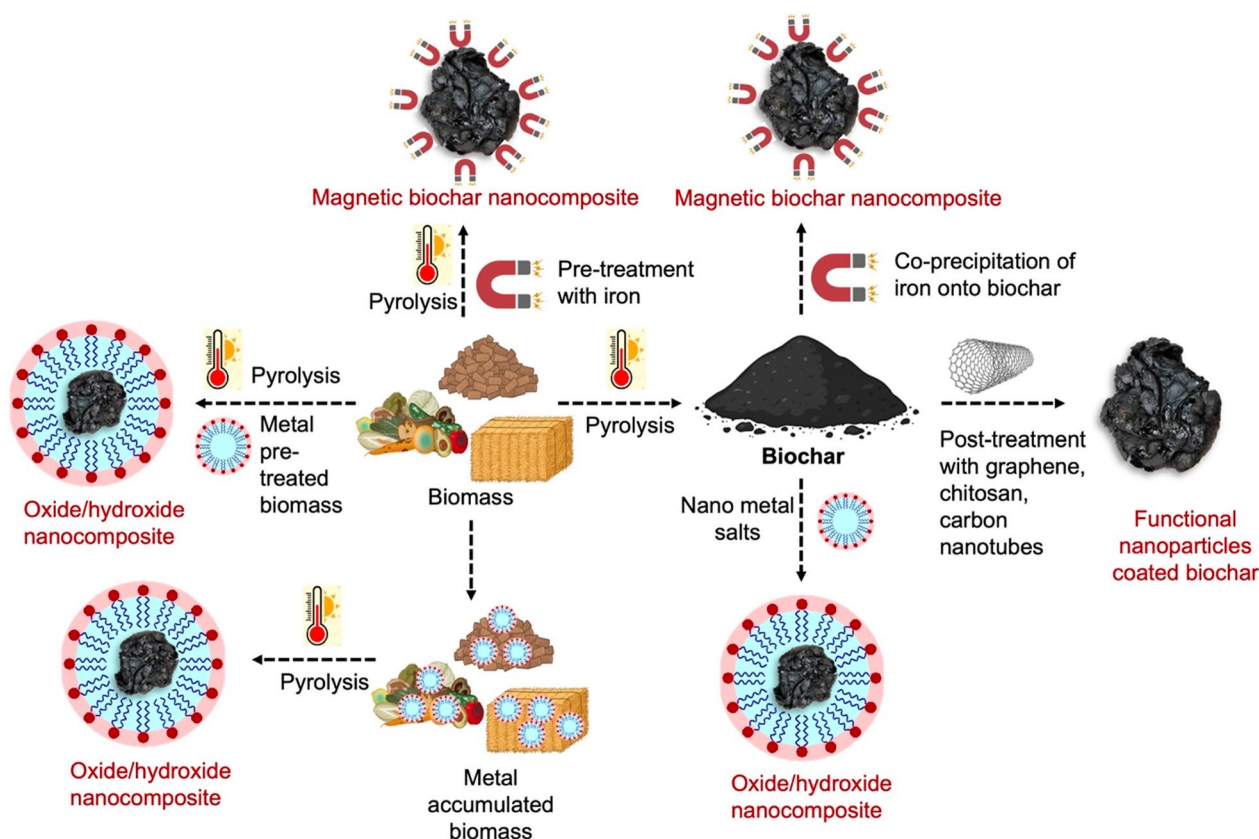 Magnetic biochar nanocomposite
Magnetic biochar nanocomposite
Pyrolysis
Pre-treatment
with iron
Co-precipitation of
iron onto biochar
Pyrolysis
Metal
pre-
treated
biomass
Oxide/hydroxide
nanocomposite
Biomass
Pyrolysis
Biochar
Post-treatment
with graphene,
chitosan,
carbon
nanotubes
Functional
nanoparticles
coated biochar
Nano metal
salts
Pyrolysis
Oxide/hydroxide
nanocomposite
Metal
accumulated
biomass
Oxide/hydroxide
nanocomposite